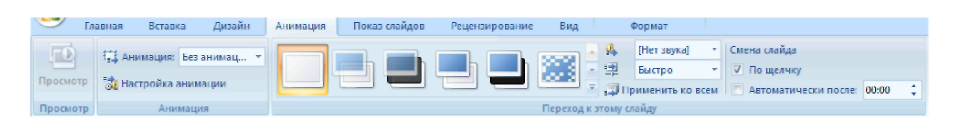 Главная Вставка Дизайн Анимация Показ слайдов Рецензирование Вид Формат
Анимация: Без анимац... [Нет звука] Смена слайда
Быстро По щелчку
Просмотр Настройка анимации Применить ко всем Автоматически после: 00:00
Просмотр Анимация Переход к этому слайду